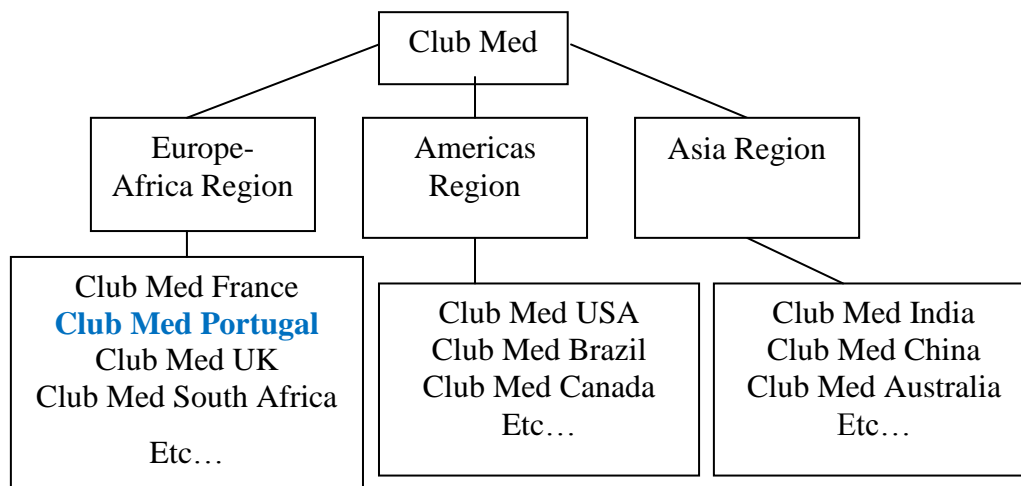 Club Med
Europe-
Africa Region
Americas
Region
Asia Region
Club Med France
Club Med Portugal
Club Med UK
Club Med South Africa
Etc…
Club Med USA
Club Med Brazil
Club Med Canada
Etc…
Club Med India
Club Med China
Club Med Australia
Etc…